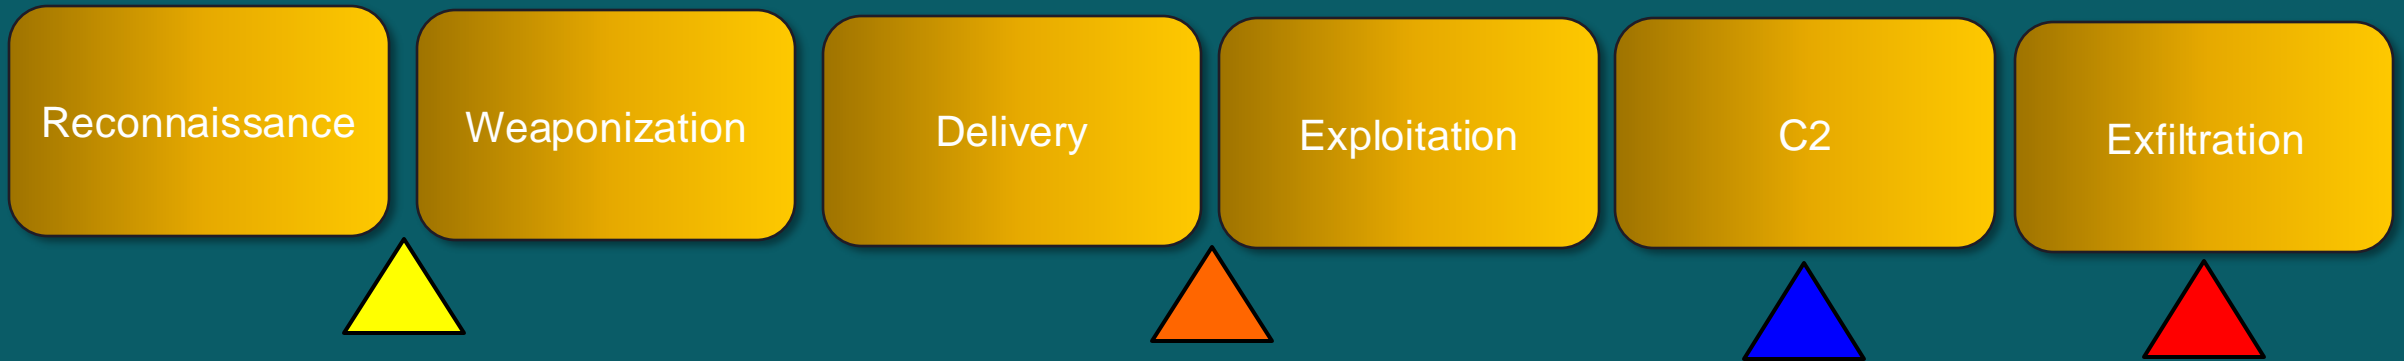 Reconnaissance
Weaponization
Delivery
Exploitation
C2
Exfiltration